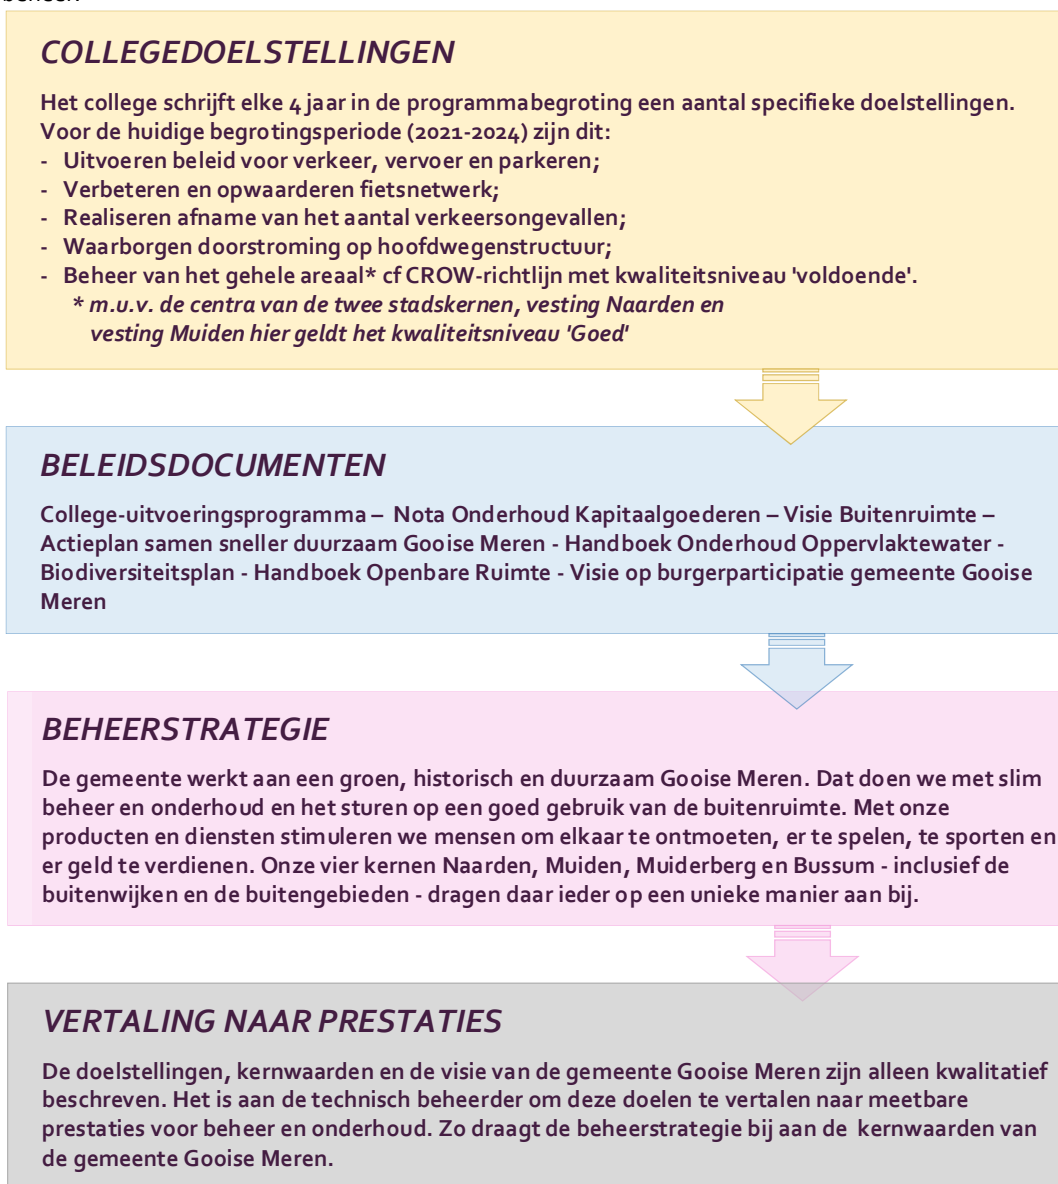 COLLEGEDOELSTELLINGEN
Het college schrijft elke 4 jaar in de programmabegroting een aantal specifieke doelstellingen.
Voor de huidige begrotingsperiode (2021-2024) zijn dit:
- Uitvoeren beleid voor verkeer, vervoer en parkeren;
- Verbeteren en opwaarderen fietsnetwerk;
- Realiseren afname van het aantal verkeersongevallen;
- Waarborgen doorstroming op hoofdwegenstructuur;
- Beheer van het gehele areaal* cf CROW-richtlijn met kwaliteitsniveau 'voldoende'.
* m.u.v. de centra van de twee stadskernen, vesting Naarden en
vesting Muiden hier geldt het kwaliteitsniveau 'Goed'
BELEIDSDOCUMENTEN
College-uitvoeringsprogramma – Nota Onderhoud Kapitaalgoederen – Visie Buitenruimte –
Actieplan samen sneller duurzaam Gooise Meren - Handboek Onderhoud Oppervlaktewater -
Biodiversiteitsplan - Handboek Openbare Ruimte - Visie op burgerparticipatie gemeente Gooise
Meren
BEHEERSTRATEGIE
De gemeente werkt aan een groen, historisch en duurzaam Gooise Meren. Dat doen we met slim
beheer en onderhoud en het sturen op een goed gebruik van de buitenruimte. Met onze
producten en diensten stimuleren we mensen om elkaar te ontmoeten, er te spelen, te sporten en
er geld te verdienen. Onze vier kernen Naarden, Muiden, Muiderberg en Bussum - inclusief de
buitenwijken en de buitengebieden - dragen daar ieder op een unieke manier aan bij.
VERTALING NAAR PRESTATIES
De doelstellingen, kernwaarden en de visie van de gemeente Gooise Meren zijn alleen kwalitatief
beschreven. Het is aan de technisch beheerder om deze doelen te vertalen naar meetbare
prestaties voor beheer en onderhoud. Zo draagt de beheerstrategie bij aan de kernwaarden van
de gemeente Gooise Meren.